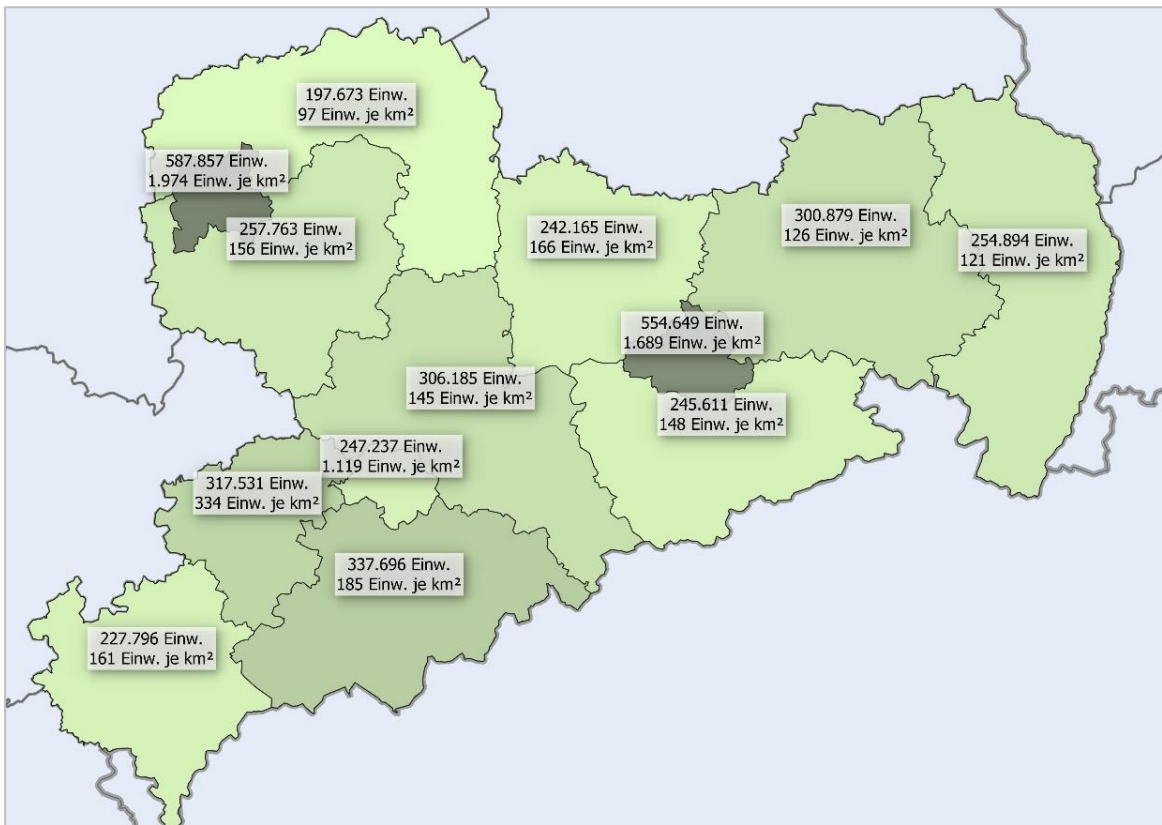 197.673 Einw.
97 Einw. je km²
587.857 Einw.
1.974 Einw. je km²
257.763 Einw.
156 Einw. je km²
242.165 Einw.
166 Einw. je km²
300.879 Einw.
126 Einw. je km²
254.894 Einw.
121 Einw. je km²
554.649 Einw.
1.689 Einw. je km²
306.185 Einw.
145 Einw. je km²
245.611 Einw.
148 Einw. je km²
247.237 Einw.
1.119 Einw. je km²
317.531 Einw.
334 Einw. je km²
337.696 Einw.
185 Einw. je km²
227.796 Einw.
161 Einw. je km²